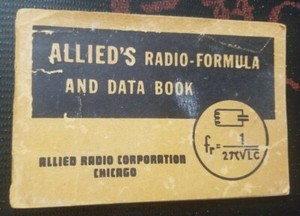 ALLIED'S RADIO-FORMULA
AND DATA BOOK
fr = 1 / 2π√LC
ALLIED RADIO CORPORATION
CHICAGO